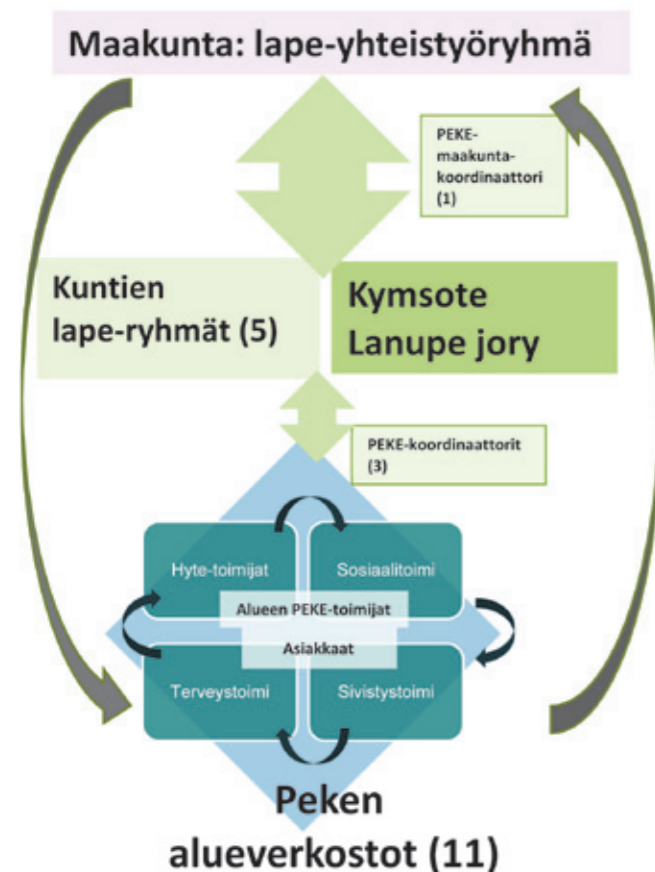 Maakunta: lape-yhteistyöryhmä
PEKE-
maakunta-
koordinaattori
(1)
Kuntien
lape-ryhmät (5)
Kymsote
Lanupe jory
PEKE-koordinaattorit
(3)
Hyte-toimijat
Sosiaalitoimi
Alueen PEKE-toimijat
Asiakkaat
Terveystoimi
Sivistystoimi
Peken
alueverkostot (11)